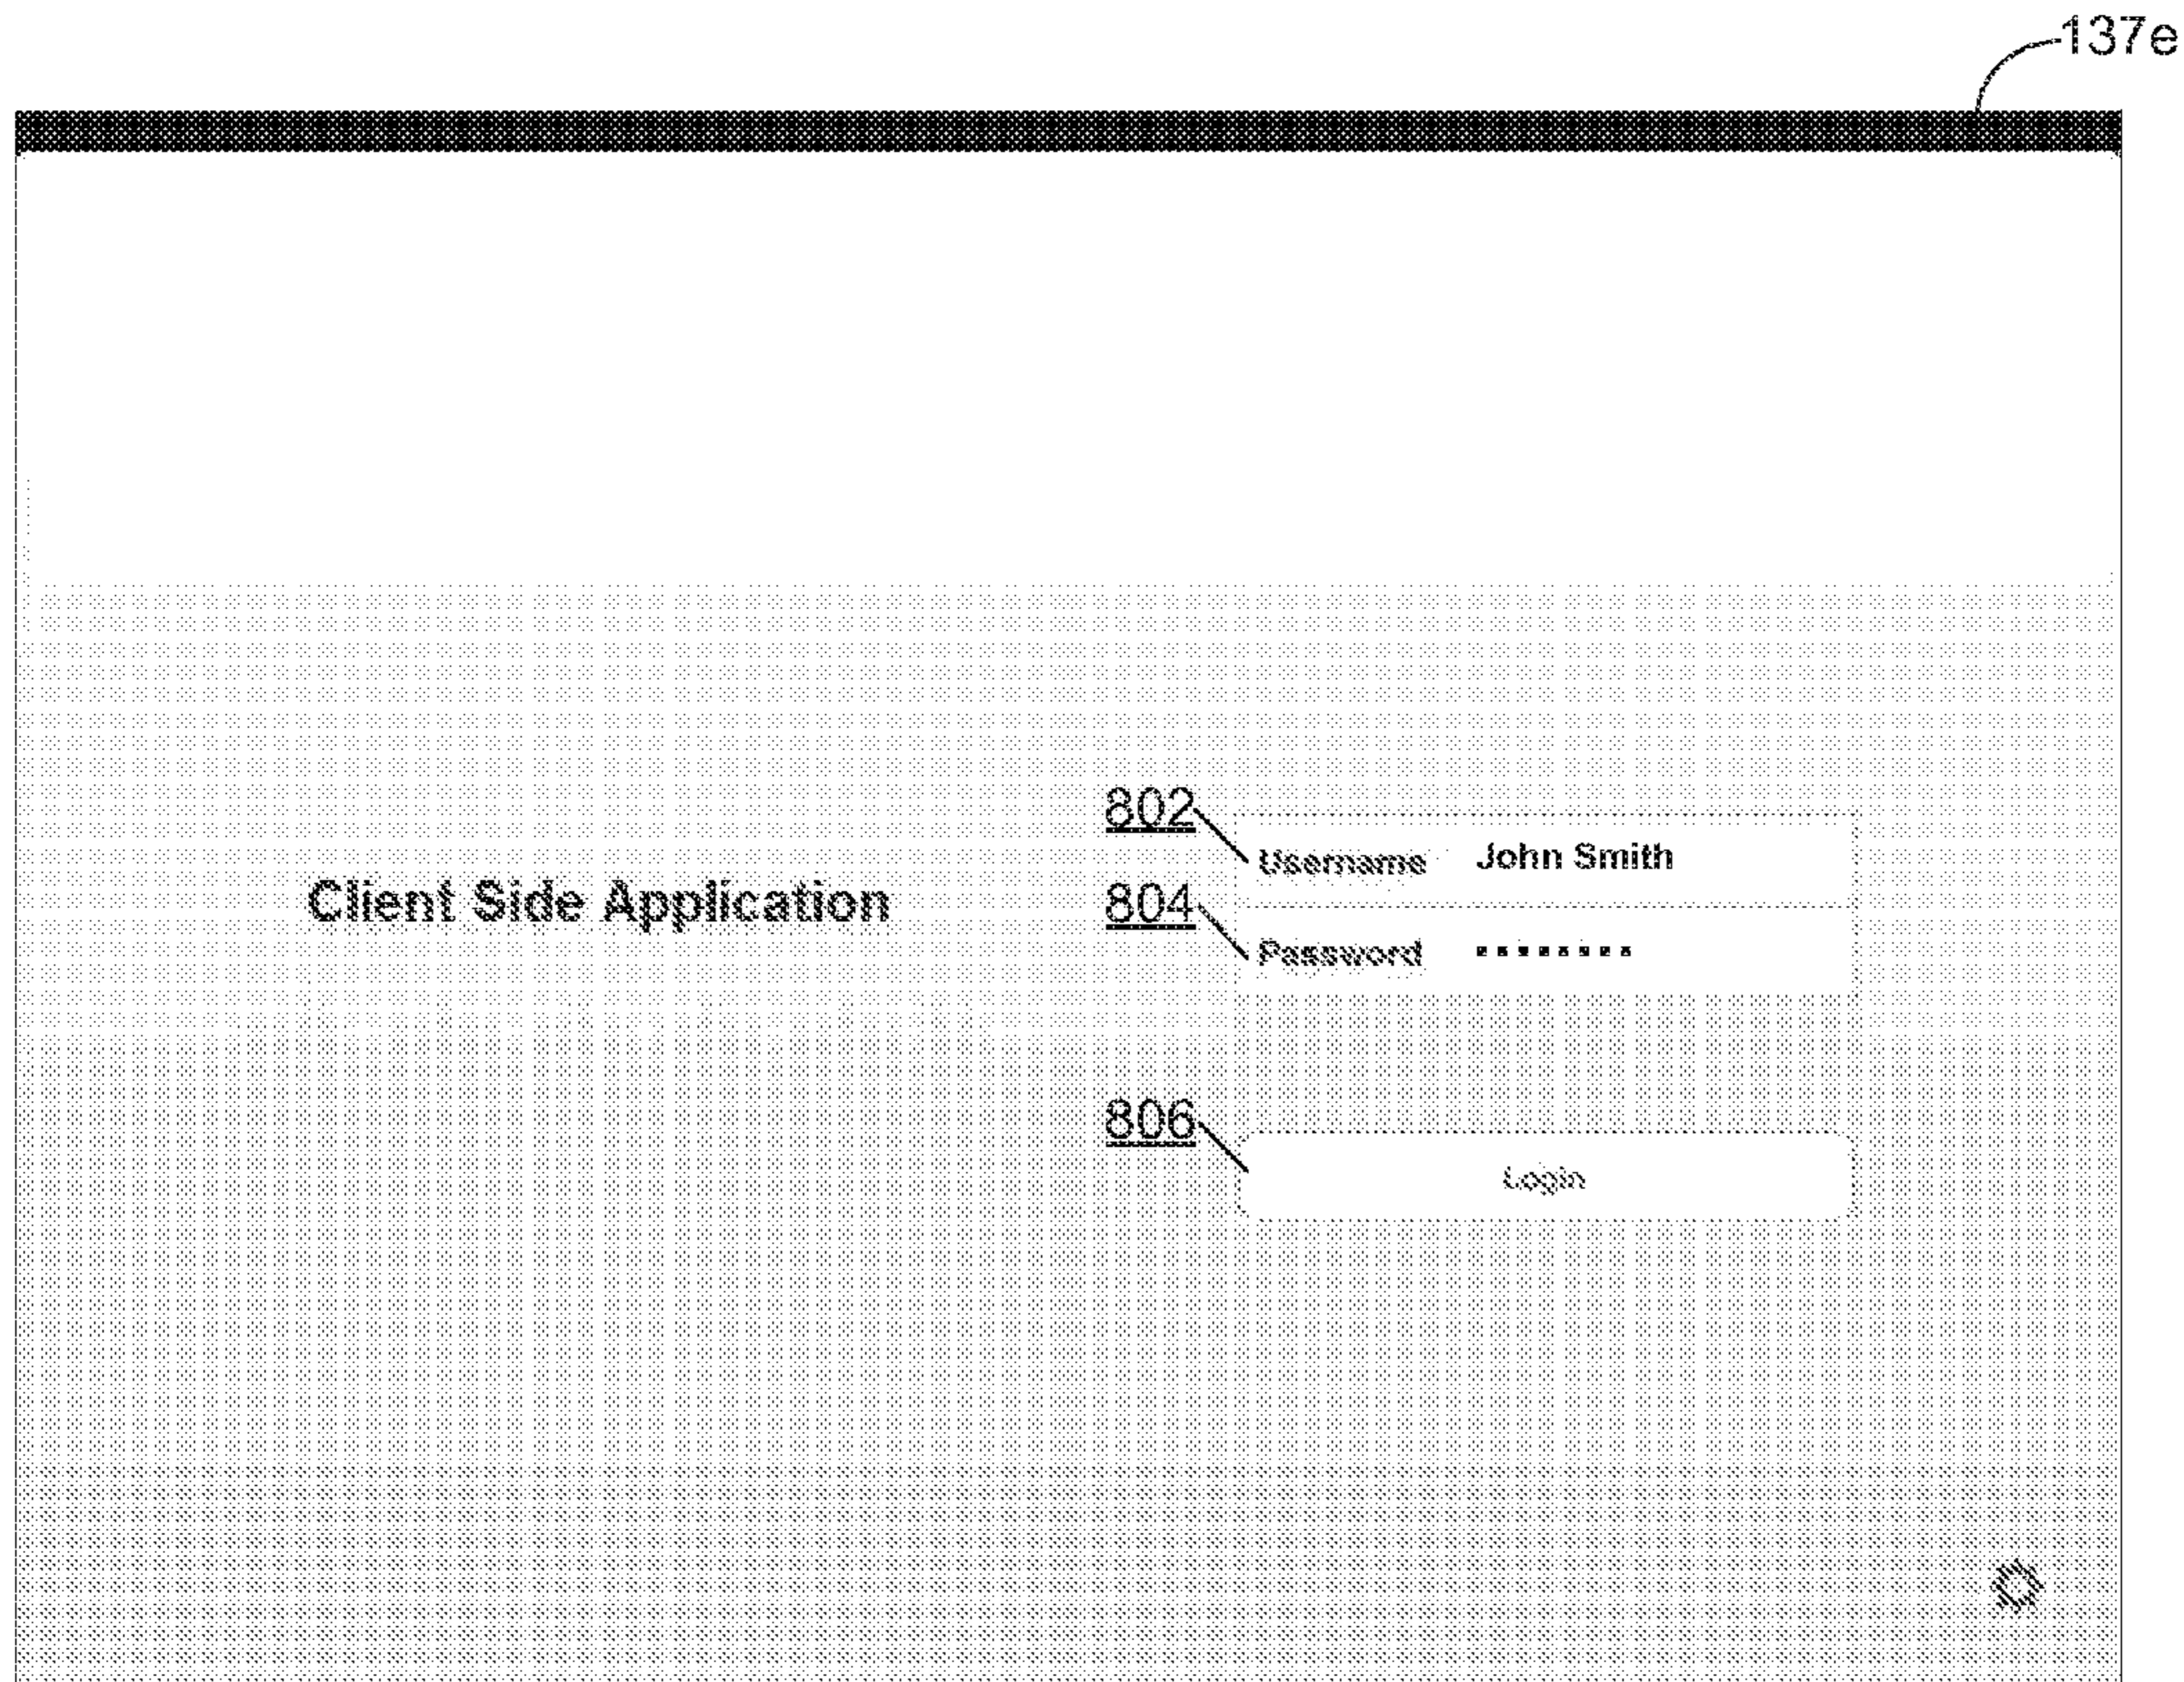 137e
802
Username John Smith
Client Side Application
804
Password ........
806
Login